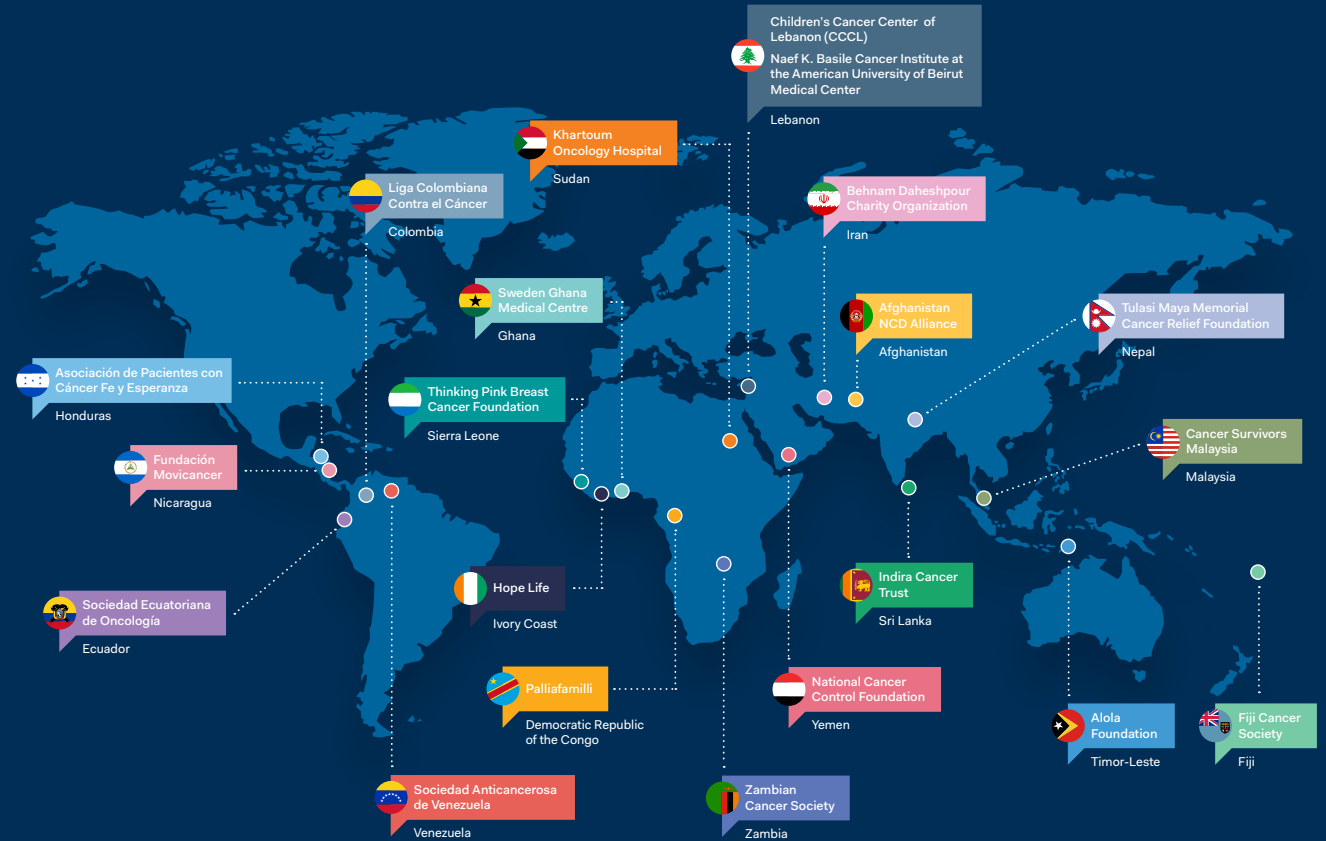 Children's Cancer Center of
Lebanon (CCCL)
Naef K. Basile Cancer Institute at
the American University of Beirut
Medical Center
Lebanon
Khartoum
Oncology Hospital
Sudan
Liga Colombiana
Contra el Cáncer
Colombia
Behnam Daheshpour
Charity Organization
Iran
Sweden Ghana
Medical Centre
Ghana
Afghanistan
NCD Alliance
Afghanistan
Tulasi Maya Memorial
Cancer Relief Foundation
Nepal
Asociación de Pacientes con
Cáncer Fe y Esperanza
Honduras
Thinking Pink Breast
Cancer Foundation
Sierra Leone
Cancer Survivors
Malaysia
Malaysia
Fundación
Movicancer
Nicaragua
Hope Life
Ivory Coast
Indira Cancer
Trust
Sri Lanka
Sociedad Ecuatoriana
de Oncología
Ecuador
Palliafamilli
Democratic Republic
of the Congo
National Cancer
Control Foundation
Yemen
Alola
Foundation
Timor-Leste
Fiji Cancer
Society
Fiji
Sociedad Anticancerosa
de Venezuela
Venezuela
Zambian
Cancer Society
Zambia